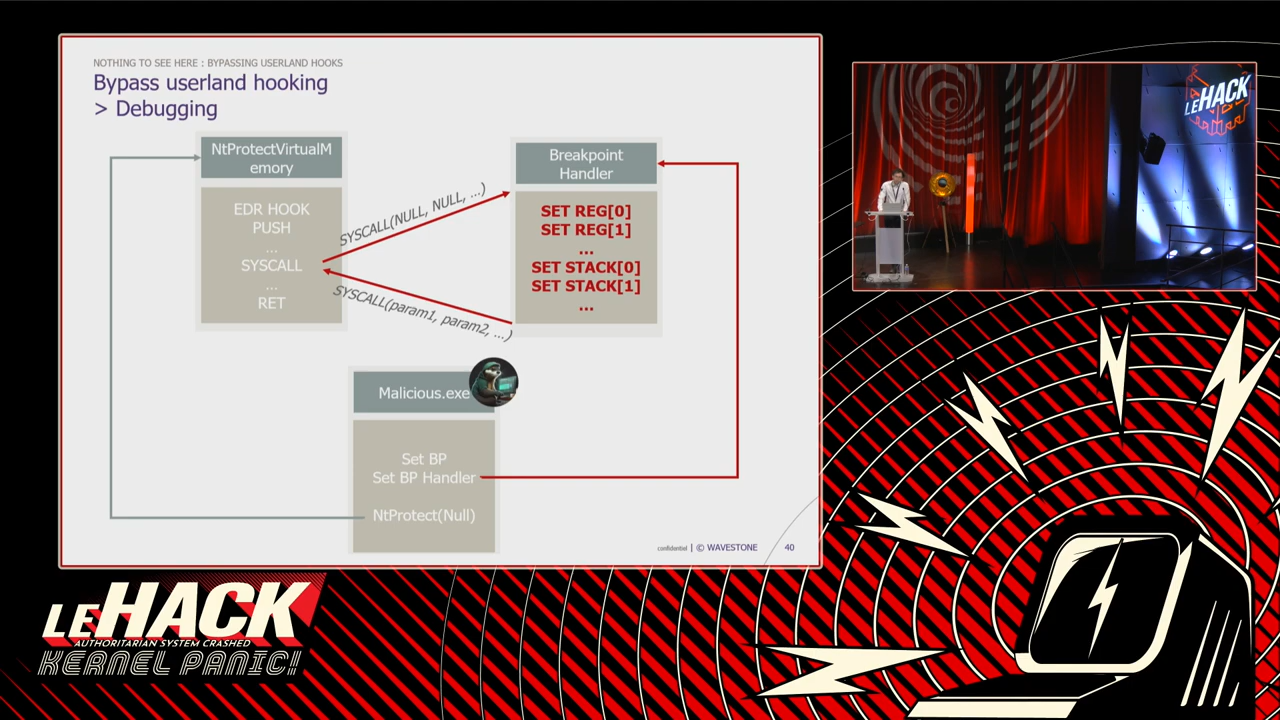 NOTHING TO SEE HERE : BYPASSING USERLAND HOOKS
Bypass userland hooking
> Debugging
NtProtectVirtualM
emory
EDR HOOK
PUSH
...
SYSCALL
...
RET
SYSCALL(NULL, NULL, ...)
SYSCALL(param1, param2, ...)
Breakpoint
Handler
SET REG[0]
SET REG[1]
...
SET STACK[0]
SET STACK[1]
...
Malicious.exe
Set BP
Set BP Handler
NtProtect(Null)
confidentiel | © WAVESTONE 40
LEHACK
LEHACK
AUTHORITARIAN SYSTEM CRASHED
KERNEL PANIC!